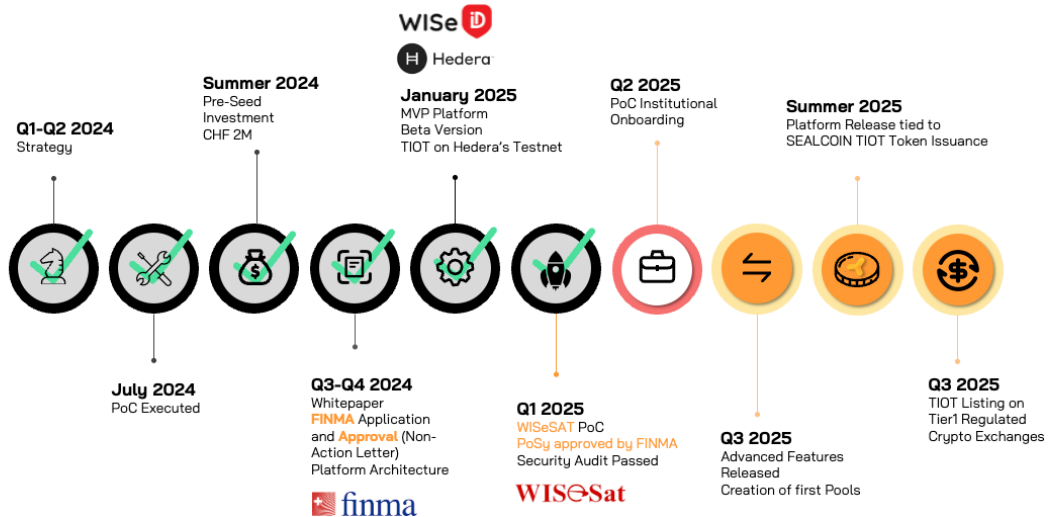 WISe iD
Hedera
Q1-Q2 2024
Strategy
July 2024
PoC Executed
Summer 2024
Pre-Seed
Investment
CHF 2M
Q3-Q4 2024
Whitepaper
FINMA Application
and Approval (Non-
Action Letter)
Platform Architecture
finma
January 2025
MVP Platform
Beta Version
TIOT on Hedera's Testnet
Q1 2025
WISeSAT PoC
PoSy approved by FINMA
Security Audit Passed
WISeSat
Q2 2025
PoC Institutional
Onboarding
Q3 2025
Advanced Features
Released
Creation of first Pools
Summer 2025
Platform Release tied to
SEALCOIN TIOT Token Issuance
Q3 2025
TIOT Listing on
Tier1 Regulated
Crypto Exchanges